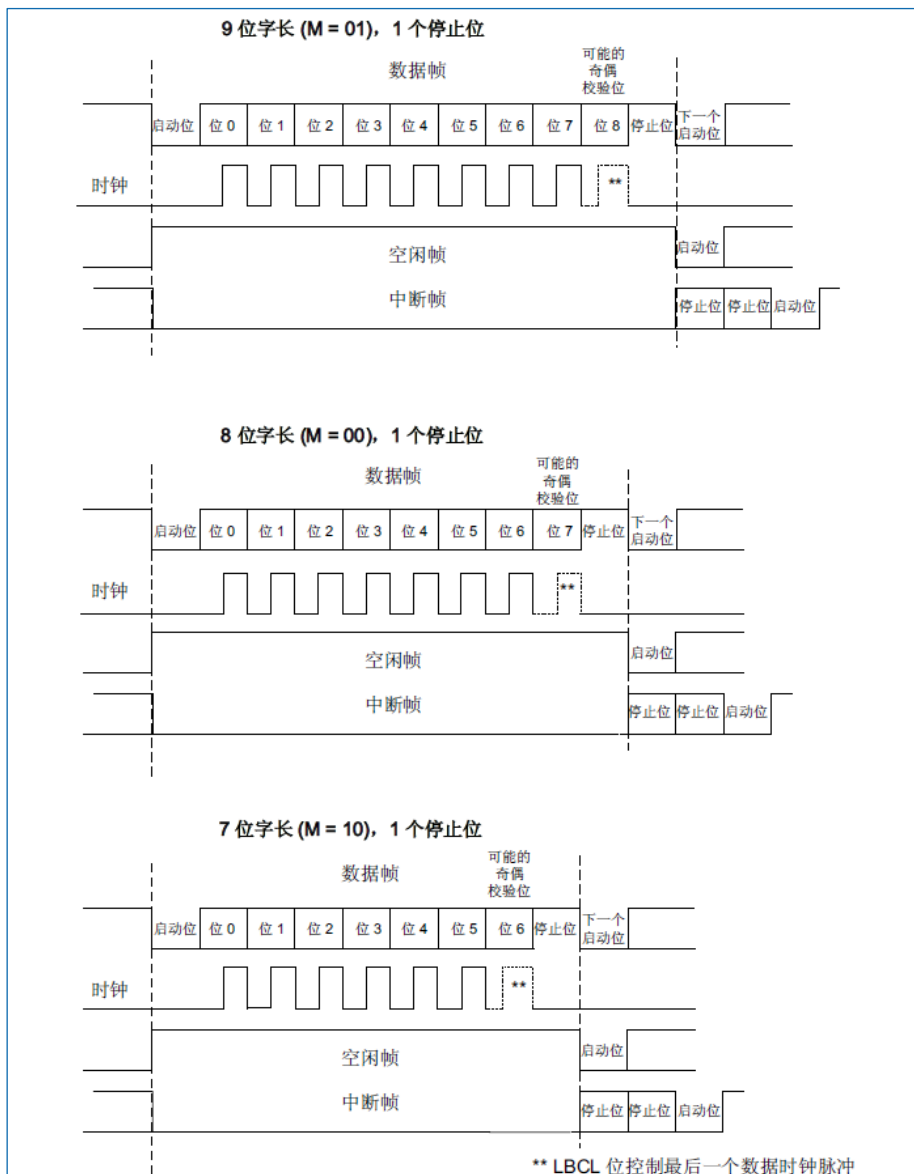 9 位字长 (M = 01)，1 个停止位
数据帧
可能的
奇偶
校验位
启动位 位 0 位 1 位 2 位 3 位 4 位 5 位 6 位 7 位 8 停止位 下一个
启动位
时钟
**
空闲帧
启动位
中断帧
停止位 停止位 启动位
8 位字长 (M = 00)，1 个停止位
数据帧
可能的
奇偶
校验位
启动位 位 0 位 1 位 2 位 3 位 4 位 5 位 6 位 7 停止位 下一个
启动位
时钟
**
空闲帧
启动位
中断帧
停止位 停止位 启动位
7 位字长 (M = 10)，1 个停止位
数据帧
可能的
奇偶
校验位
启动位 位 0 位 1 位 2 位 3 位 4 位 5 位 6 停止位 下一个
启动位
时钟
**
空闲帧
启动位
中断帧
停止位 停止位 启动位
** LBCL 位控制最后一个数据时钟脉冲